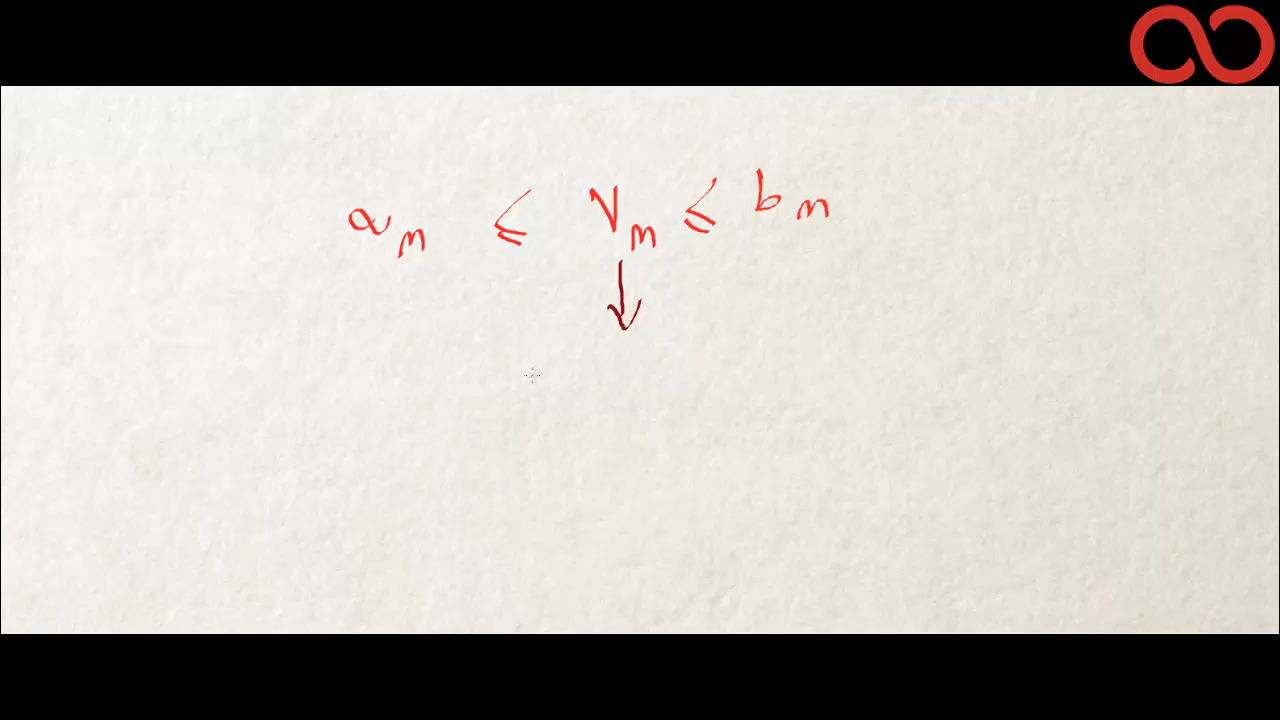 aₙ ≤ Vₙ ≤ bₙ
↓